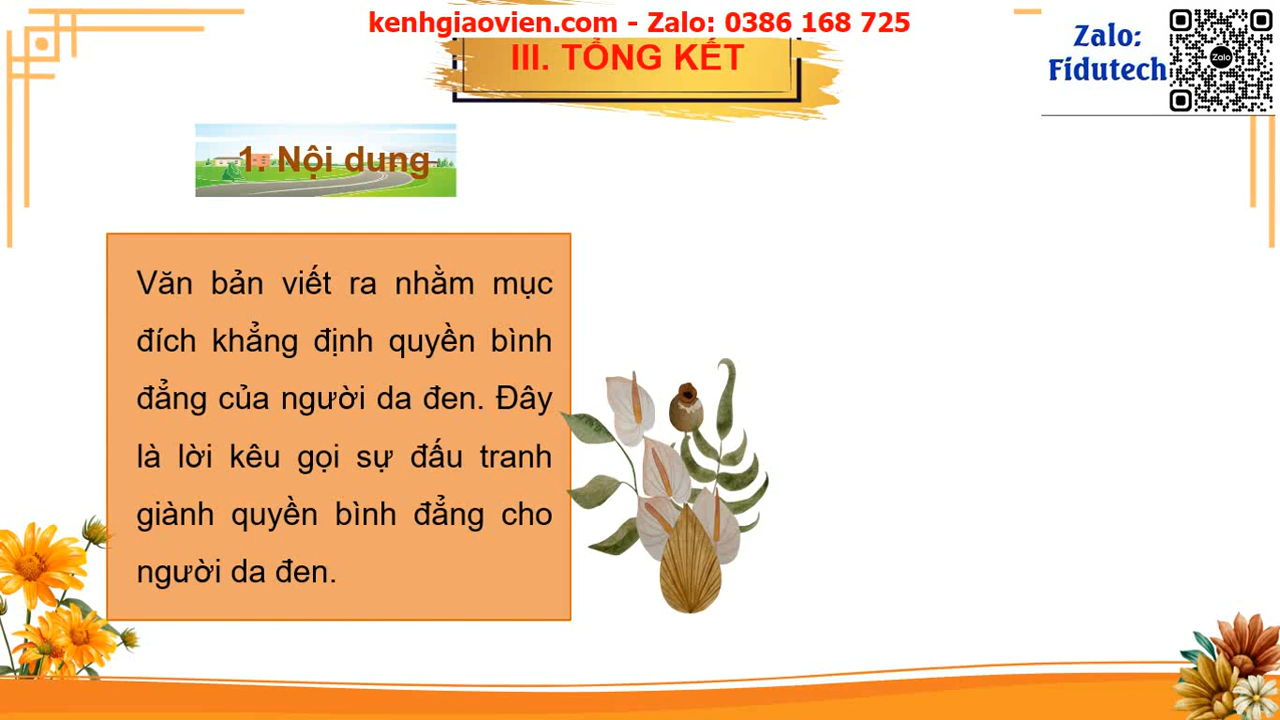 kenhgiaovien.com - Zalo: 0386 168 725
III. TỔNG KẾT
Zalo:
Fidutech
Zalo
1. Nội dung
Văn bản viết ra nhằm mục
đích khẳng định quyền bình
đẳng của người da đen. Đây
là lời kêu gọi sự đấu tranh
giành quyền bình đẳng cho
người da đen.